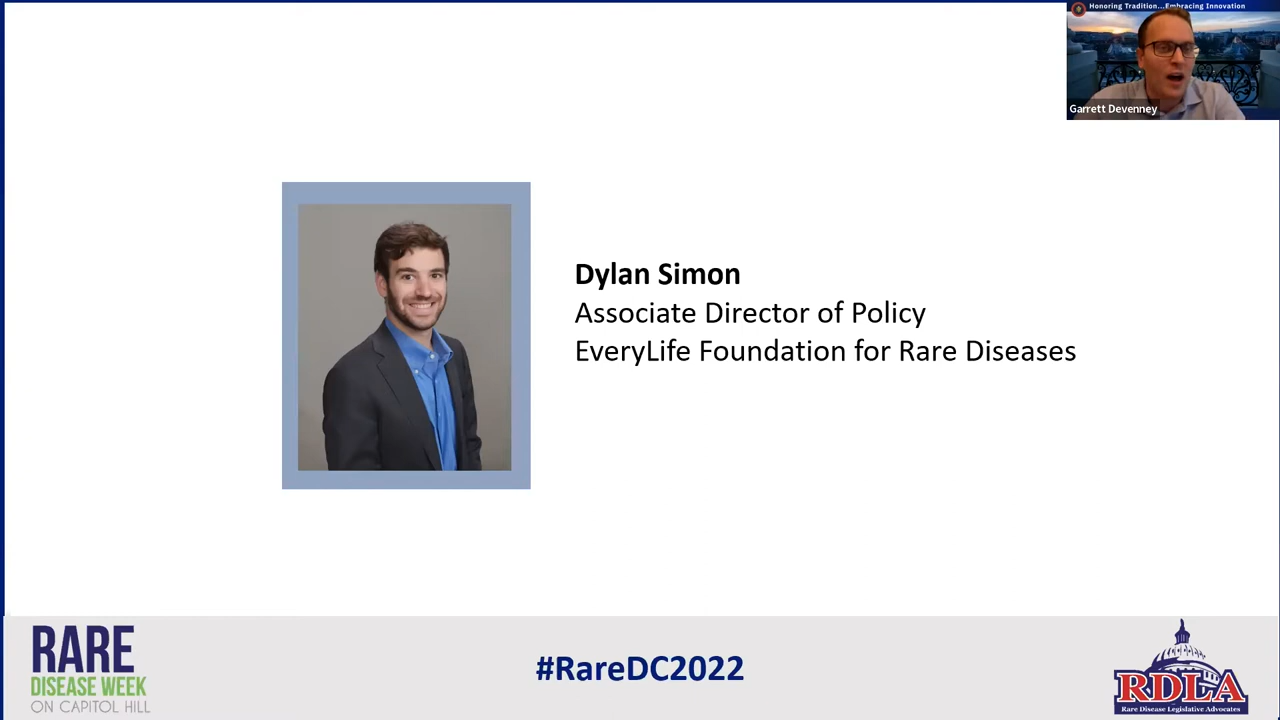 Honoring Tradition...Embracing Innovation
Garrett Devenney
Dylan Simon
Associate Director of Policy
EveryLife Foundation for Rare Diseases
RARE
DISEASE WEEK
ON CAPITOL HILL
#RareDC2022
RDLA
Rare Disease Legislative Advocates